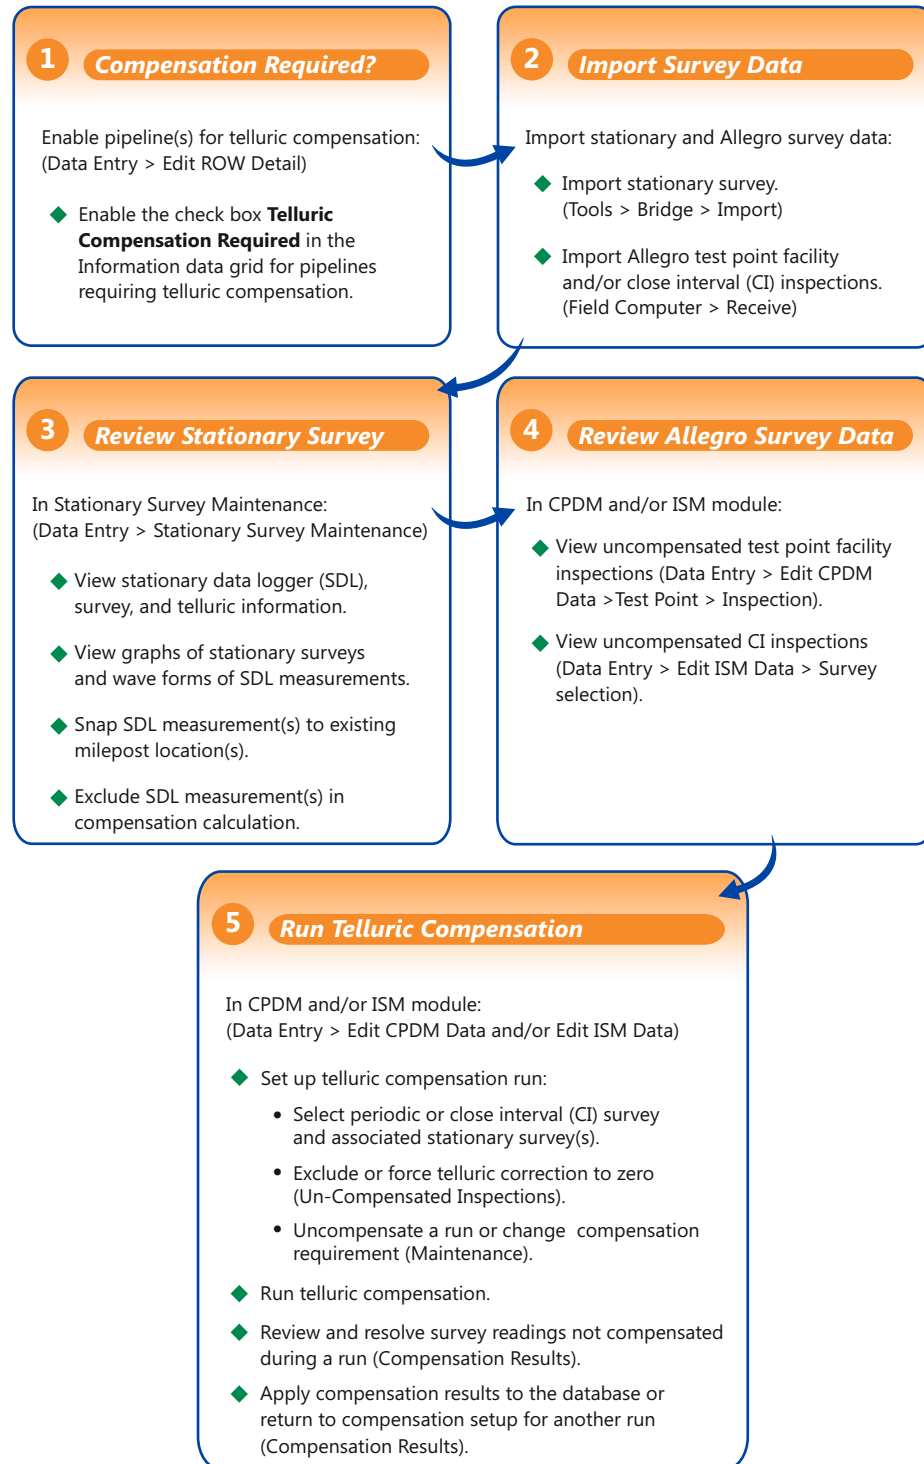 1 Compensation Required?
Enable pipeline(s) for telluric compensation:
(Data Entry > Edit ROW Detail)
Enable the check box Telluric
Compensation Required in the
Information data grid for pipelines
requiring telluric compensation.
2 Import Survey Data
Import stationary and Allegro survey data:
Import stationary survey.
(Tools > Bridge > Import)
Import Allegro test point facility
and/or close interval (CI) inspections.
(Field Computer > Receive)
3 Review Stationary Survey
In Stationary Survey Maintenance:
(Data Entry > Stationary Survey Maintenance)
View stationary data logger (SDL),
survey, and telluric information.
View graphs of stationary surveys
and wave forms of SDL measurements.
Snap SDL measurement(s) to existing
milepost location(s).
Exclude SDL measurement(s) in
compensation calculation.
4 Review Allegro Survey Data
In CPDM and/or ISM module:
View uncompensated test point facility
inspections (Data Entry > Edit CPDM
Data >Test Point > Inspection).
View uncompensated CI inspections
(Data Entry > Edit ISM Data > Survey
selection).
5 Run Telluric Compensation
In CPDM and/or ISM module:
(Data Entry > Edit CPDM Data and/or Edit ISM Data)
Set up telluric compensation run:
• Select periodic or close interval (CI) survey
and associated stationary survey(s).
• Exclude or force telluric correction to zero
(Un-Compensated Inspections).
• Uncompensate a run or change compensation
requirement (Maintenance).
Run telluric compensation.
Review and resolve survey readings not compensated
during a run (Compensation Results).
Apply compensation results to the database or
return to compensation setup for another run
(Compensation Results).